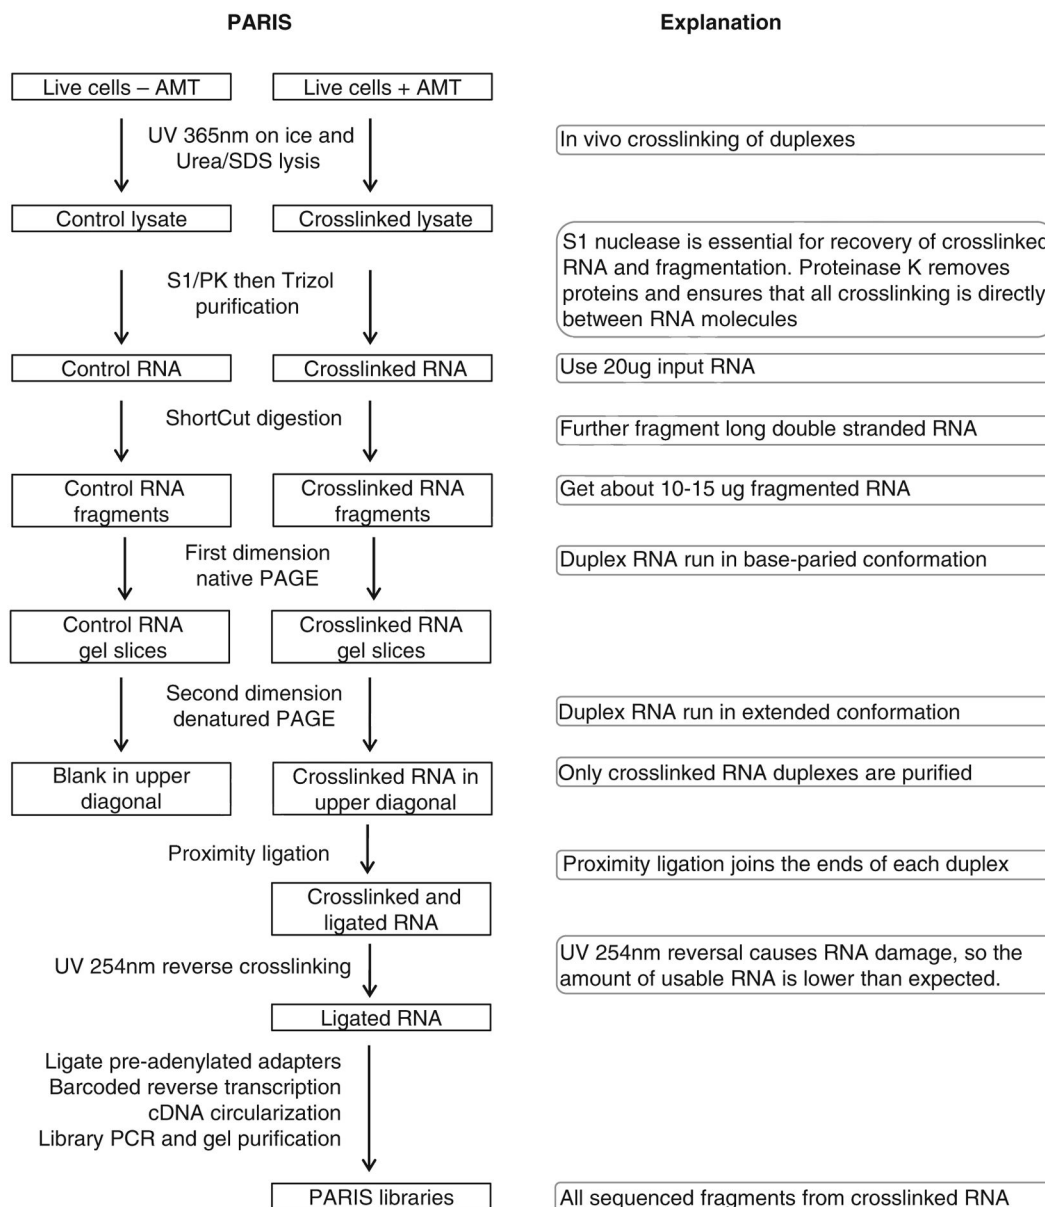 PARIS
Explanation
Live cells – AMT
Live cells + AMT
UV 365nm on ice and
Urea/SDS lysis
In vivo crosslinking of duplexes
Control lysate
Crosslinked lysate
S1/PK then Trizol
purification
S1 nuclease is essential for recovery of crosslinked
RNA and fragmentation. Proteinase K removes
proteins and ensures that all crosslinking is directly
between RNA molecules
Control RNA
Crosslinked RNA
Use 20ug input RNA
ShortCut digestion
Further fragment long double stranded RNA
Control RNA
fragments
Crosslinked RNA
fragments
Get about 10-15 ug fragmented RNA
First dimension
native PAGE
Duplex RNA run in base-paried conformation
Control RNA
gel slices
Crosslinked RNA
gel slices
Second dimension
denatured PAGE
Duplex RNA run in extended conformation
Blank in upper
diagonal
Crosslinked RNA in
upper diagonal
Only crosslinked RNA duplexes are purified
Proximity ligation
Proximity ligation joins the ends of each duplex
Crosslinked and
ligated RNA
UV 254nm reverse crosslinking
UV 254nm reversal causes RNA damage, so the
amount of usable RNA is lower than expected.
Ligated RNA
Ligate pre-adenylated adapters
Barcoded reverse transcription
cDNA circularization
Library PCR and gel purification
PARIS libraries
All sequenced fragments from crosslinked RNA